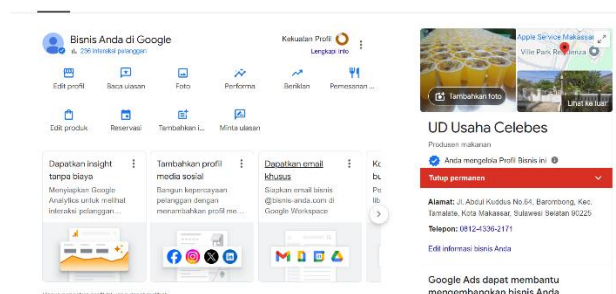 Bisnis Anda di Google
256 interaksi pelanggan
Kekuatan Profil
Lengkapi info
Edit profil
Baca ulasan
Foto
Performa
Beriklan
Pemesanan ...
Edit produk
Reservasi
Tambahkan i...
Minta ulasan
Dapatkan insight
tanpa biaya
Menyiapkan Google
Analytics untuk melihat
interaksi pelanggan...
Tambahkan profil
media sosial
Bangun kepercayaan
pelanggan dengan
menambahkan profil me...
Dapatkan email
khusus
Siapkan email bisnis
@bisnis-anda.com di
Google Workspace
Apple Service Makassar
Ville Park Residenza
Tambahkan foto
Lihat ke luar
UD Usaha Celebes
Produsen makanan
Anda mengelola Profil Bisnis ini
Tutup permanen
Alamat: Jl. Abdul Kuddus No.64, Barombong, Kec.
Tamalate, Kota Makassar, Sulawesi Selatan 90225
Telepon: 0812-4336-2171
Edit informasi bisnis Anda
Google Ads dapat membantu
mengembangkan bisnis Anda